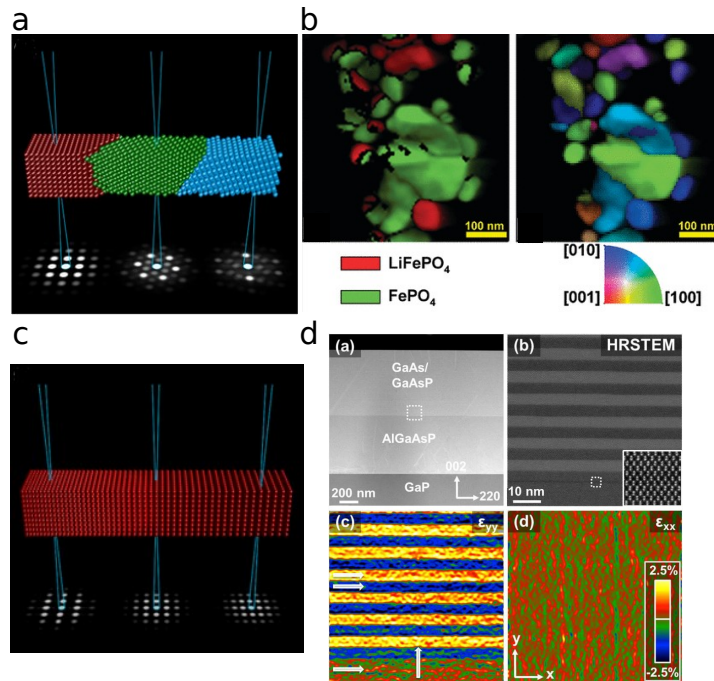 a
b
100 nm
100 nm
LiFePO4
FePO4
[010]
[001]
[100]
c
d
(a)
GaAs/
GaAsP
AlGaAsP
002
220
GaP
200 nm
(b)
HRSTEM
10 nm
(c)
εyy
(d)
εxx
2.5%
-2.5%
y
x